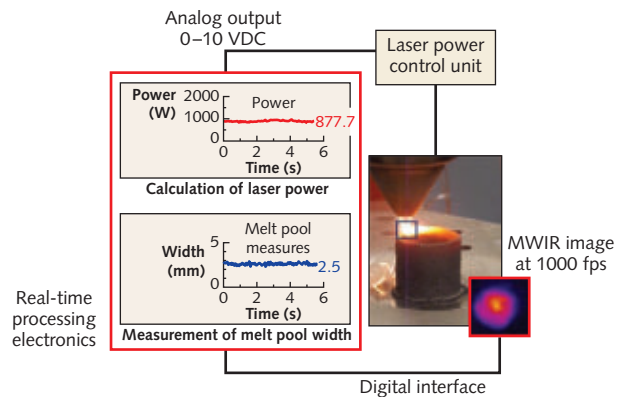 Analog output
0–10 VDC
Laser power
control unit
Power
(W)
2000
1000
0
Power
877.7
0 2 4 6
Time (s)
Calculation of laser power
Width
(mm)
5
0
Melt pool
measures
2.5
0 2 4 6
Time (s)
Measurement of melt pool width
Real-time
processing
electronics
MWIR image
at 1000 fps
Digital interface